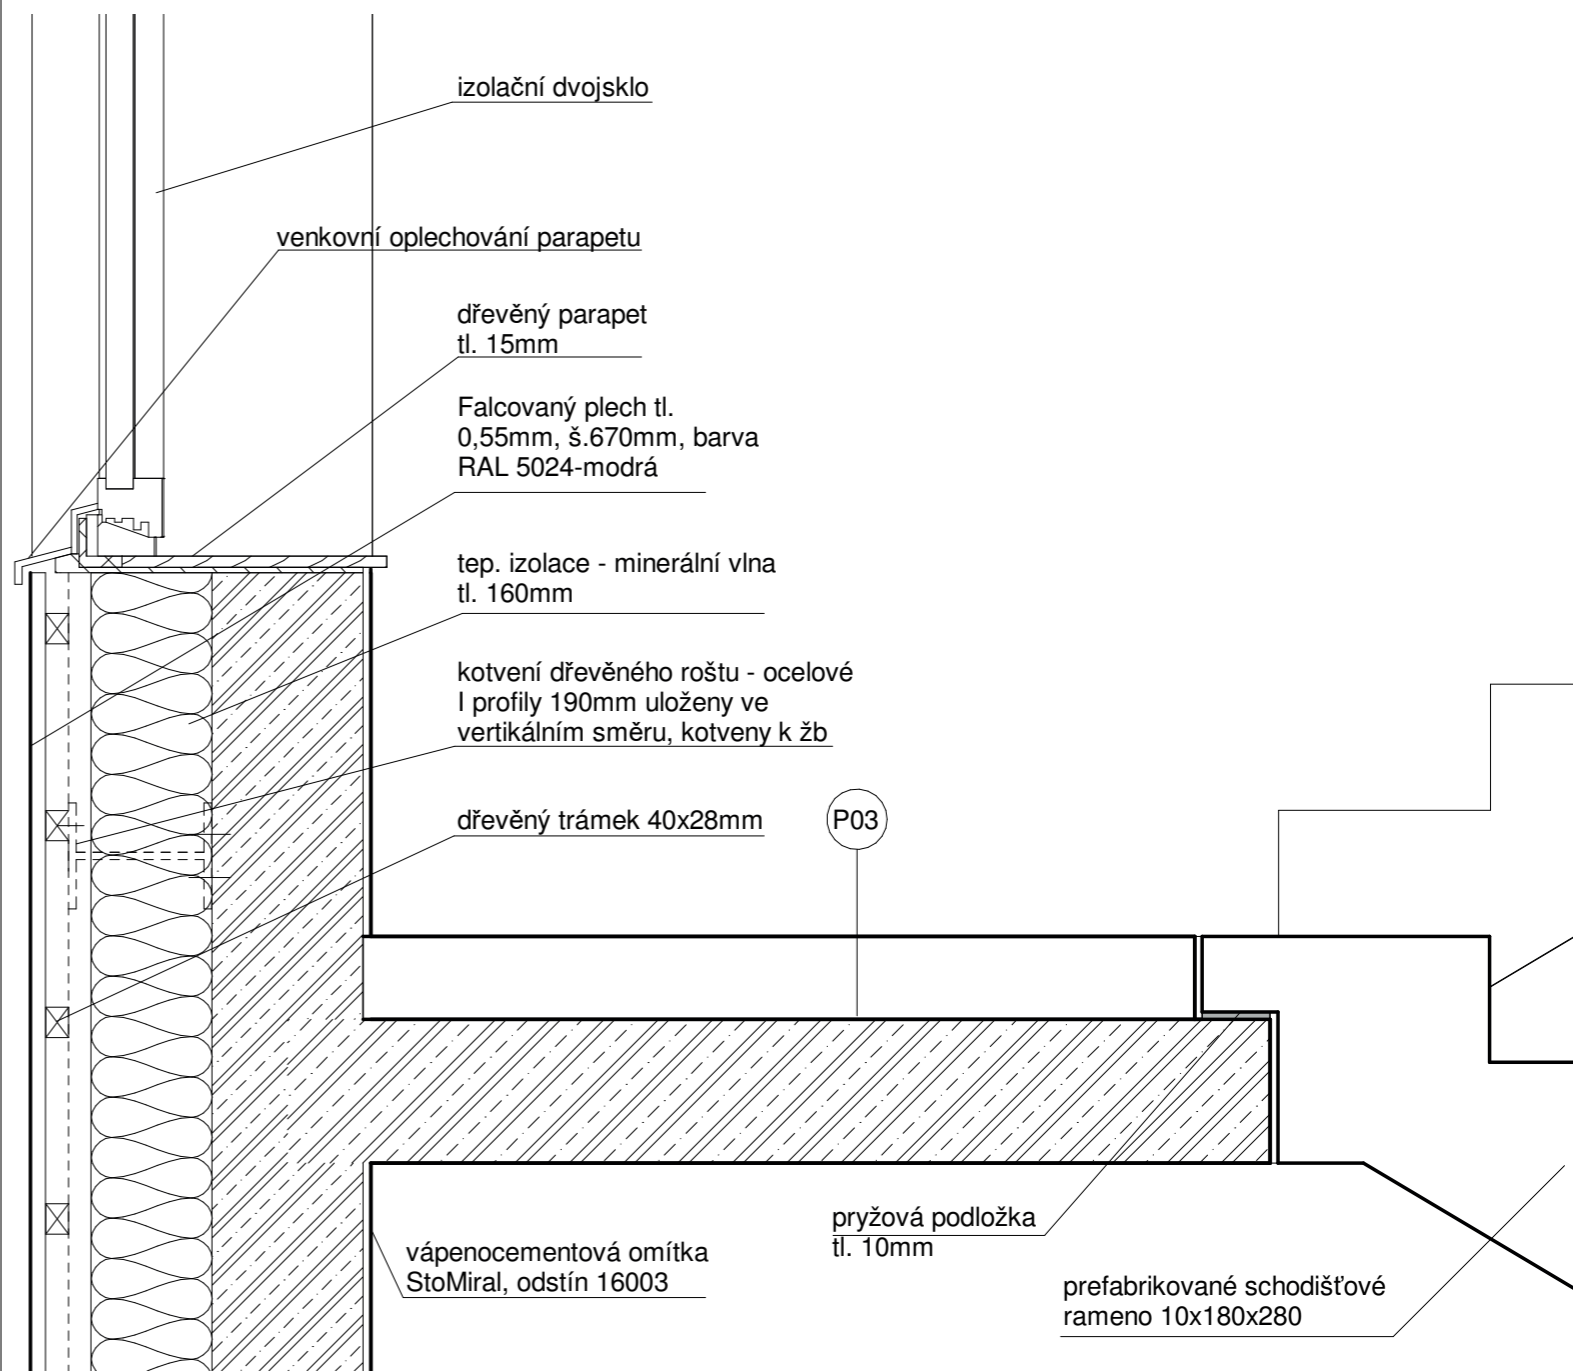 izolační dvojsklo
venkovní oplechování parapetu
dřevěný parapet
tl. 15mm
Falcovaný plech tl.
0,55mm, š.670mm, barva
RAL 5024-modrá
tep. izolace - minerální vlna
tl. 160mm
kotvení dřevěného roštu - ocelové
I profily 190mm uloženy ve
vertikálním směru, kotveny k žb
dřevěný trámek 40x28mm
P03
pryžová podložka
tl. 10mm
vápenocementová omítka
StoMiral, odstín 16003
prefabrikované schodišťové
rameno 10x180x280